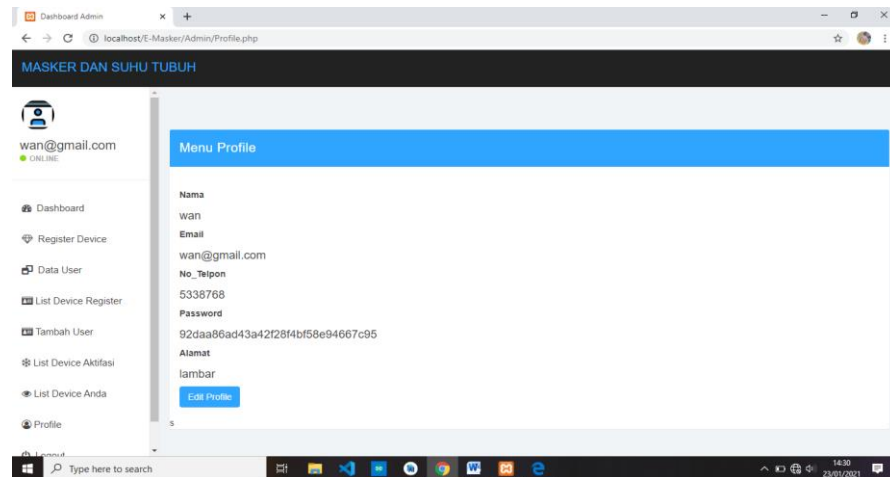 Dashboard Admin
localhost/E-Masker/Admin/Profile.php
MASKER DAN SUHU TUBUH
wan@gmail.com
ONLINE
Dashboard
Register Device
Data User
List Device Register
Tambah User
List Device Aktifasi
List Device Anda
Profile
Logout
Menu Profile
Nama
wan
Email
wan@gmail.com
No_Telpon
5338768
Password
92daa86ad43a42f28f4bf58e94667c95
Alamat
lambar
Edit Profile
s
Type here to search
14:30
23/01/2021